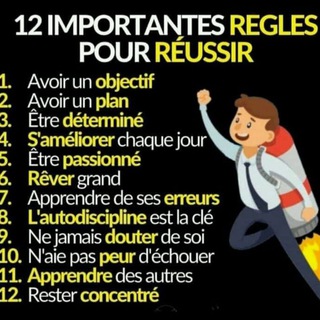 12 IMPORTANTES REGLES
POUR RÉUSSIR
1. Avoir un objectif
2. Avoir un plan
3. Être déterminé
4. S'améliorer chaque jour
5. Être passionné
6. Rêver grand
7. Apprendre de ses erreurs
8. L'autodiscipline est la clé
9. Ne jamais douter de soi
10. N'aie pas peur d'échouer
11. Apprendre des autres
12. Rester concentré